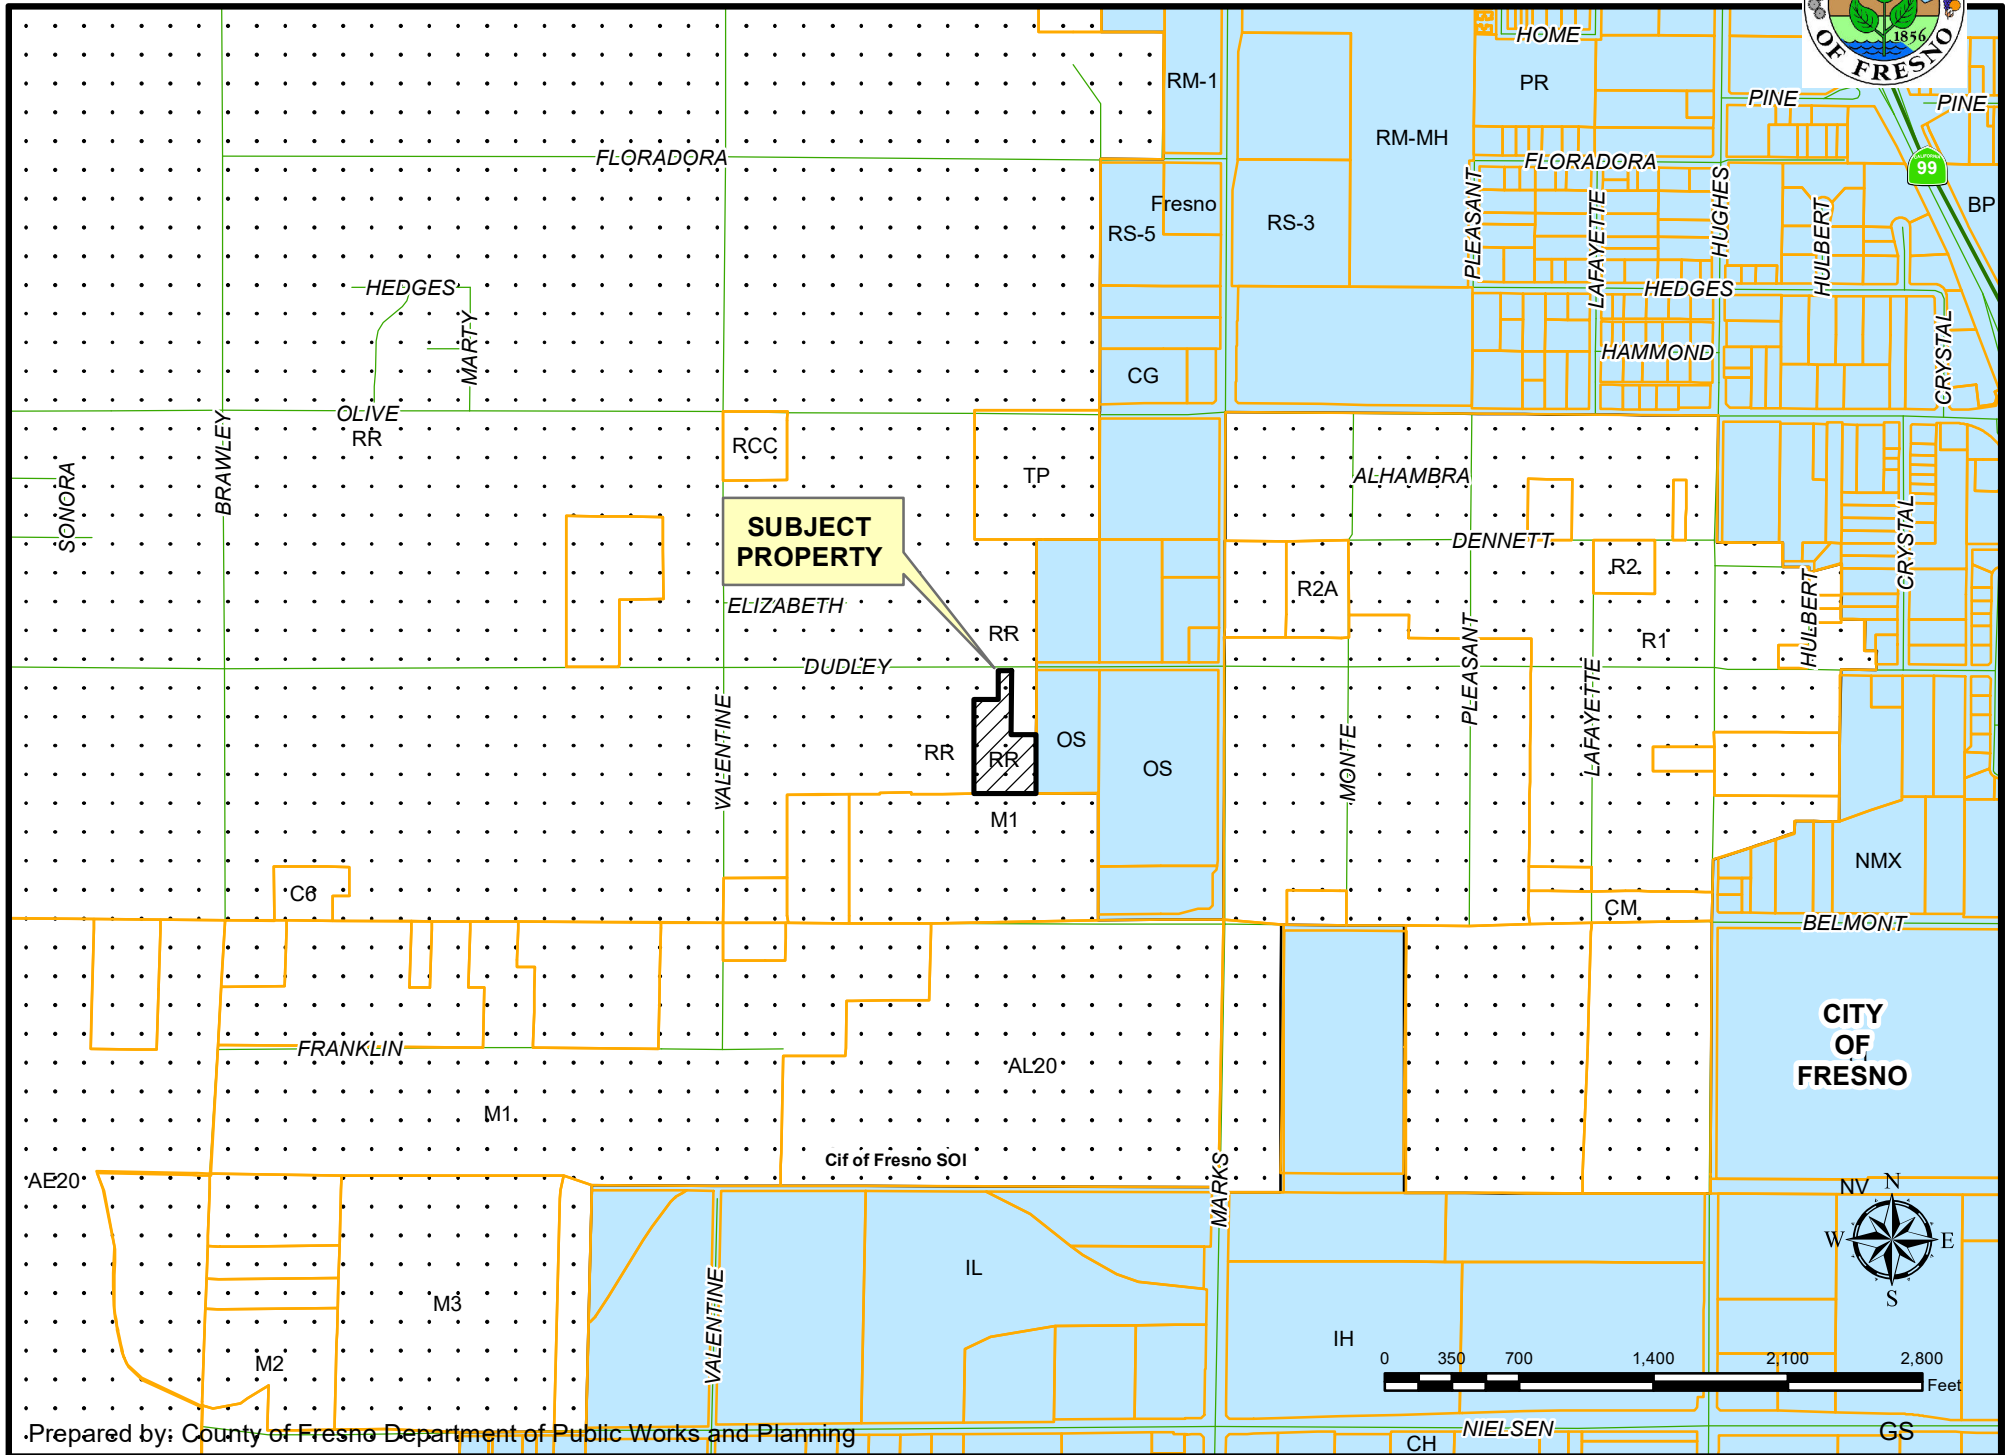 HOME
1856
OF FRESNO
RM-1
PR
PINE
PINE
RM-MH
FLORADORA
FLORADORA
99
PLEASANT
LAFAYETTE
HUGHES
HULBERT
Fresno
BP
RS-5
RS-3
HEDGES
HEDGES
MARTY
CRYSTAL
HAMMOND
CG
OLIVE
RR
BRAWLEY
RCC
TP
ALHAMBRA
SONORA
SUBJECT
PROPERTY
DENNETT
CRYSTAL
R2
R2A
ELIZABETH
HULBERT
RR
R1
PLEASANT
DUDLEY
LAFAYETTE
VALENTINE
MONTE
RR
RR
OS
OS
M1
NMX
C6
CM
BELMONT
CITY
OF
FRESNO
FRANKLIN
AL20
M1
Cif of Fresno SOI
AE20
MARKS
NV
N
W
E
S
IL
VALENTINE
M3
IH
M2
0 350 700 1,400 2,100 2,800
Feet
Prepared by: County of Fresno Department of Public Works and Planning
NIELSEN
GS
CH